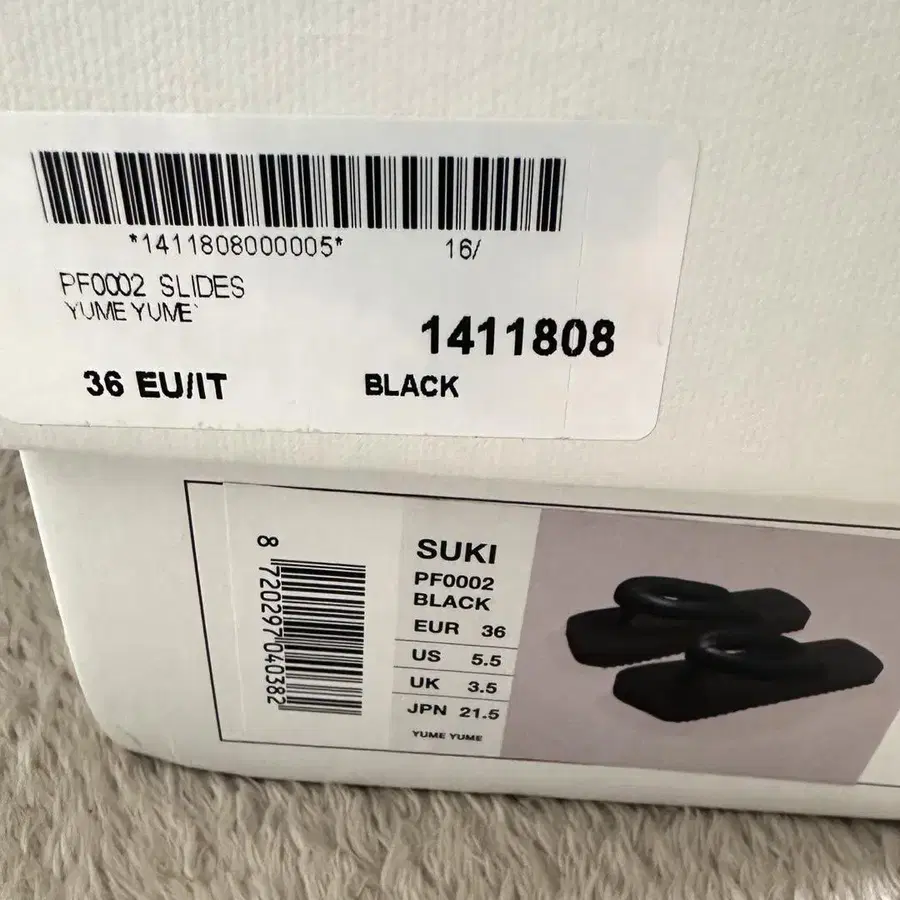 *1411808000005* 16/
PF0002 SLIDES
YUME YUME`
1411808
36 EU/IT BLACK
8 720297 040382
SUKI
PF0002
BLACK
EUR 36
US 5.5
UK 3.5
JPN 21.5
YUME YUME